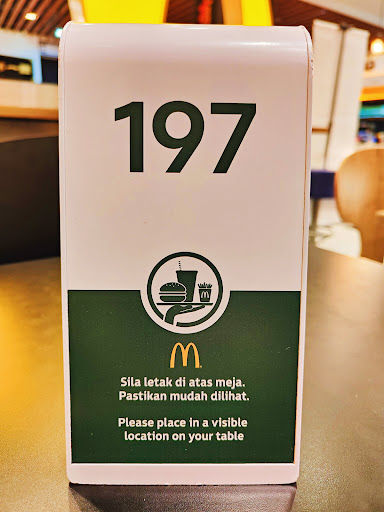 197
Sila letak di atas meja.
Pastikan mudah dilihat.
Please place in a visible
location on your table